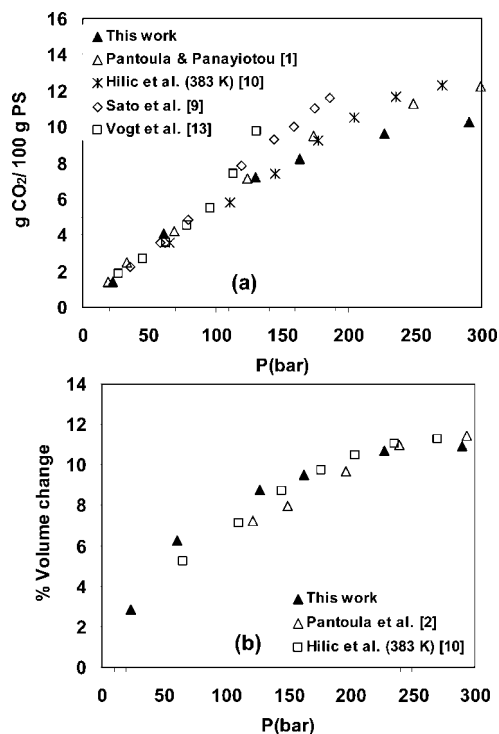 16
14
12
10
8
6
4
2
0
g CO₂/ 100 g PS
This work
Pantoula & Panayiotou [1]
Hilic et al. (383 K) [10]
Sato et al. [9]
Vogt et al. [13]
(a)
0 50 100 150 200 250 300
P(bar)
14
12
10
8
6
4
2
0
% Volume change
This work
Pantoula et al. [2]
Hilic et al. (383 K) [10]
(b)
0 50 100 150 200 250 300
P(bar)